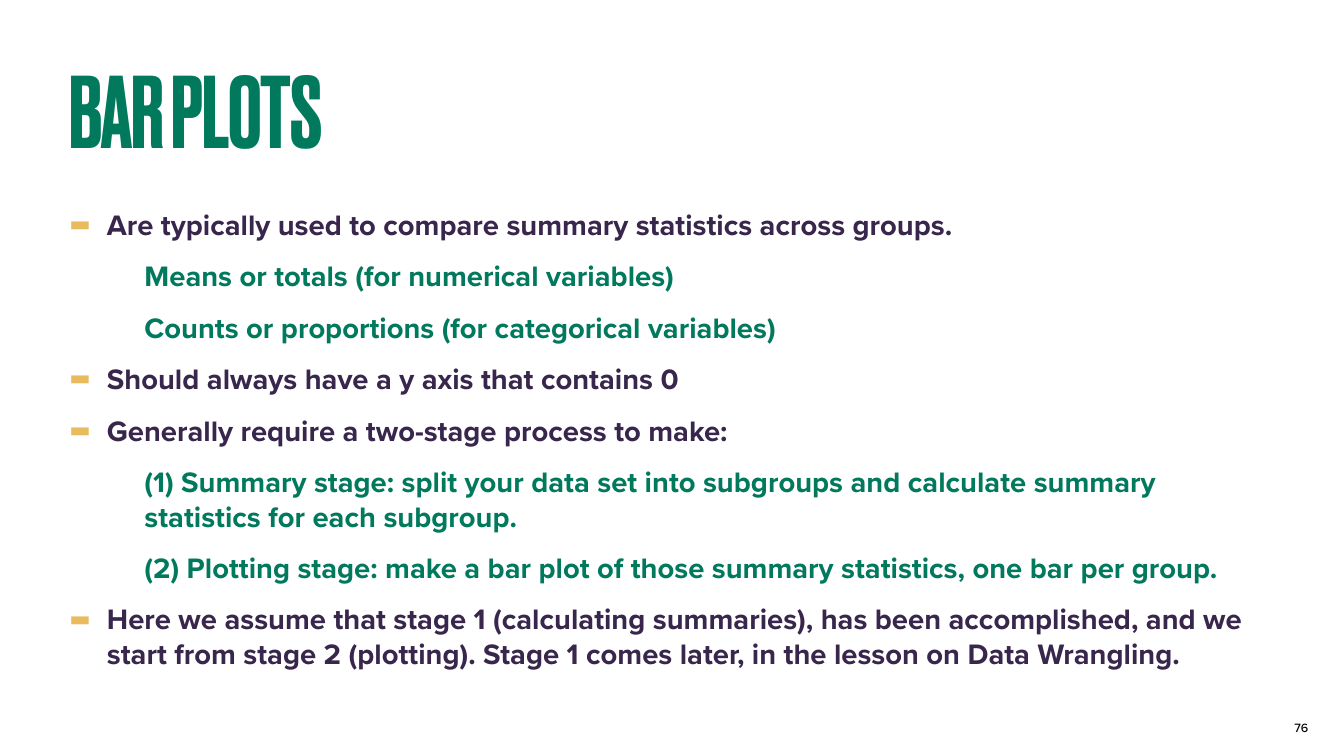 BAR PLOTS
Are typically used to compare summary statistics across groups.
Means or totals (for numerical variables)
Counts or proportions (for categorical variables)
Should always have a y axis that contains 0
Generally require a two-stage process to make:
(1) Summary stage: split your data set into subgroups and calculate summary
statistics for each subgroup.
(2) Plotting stage: make a bar plot of those summary statistics, one bar per group.
Here we assume that stage 1 (calculating summaries), has been accomplished, and we
start from stage 2 (plotting). Stage 1 comes later, in the lesson on Data Wrangling.
76